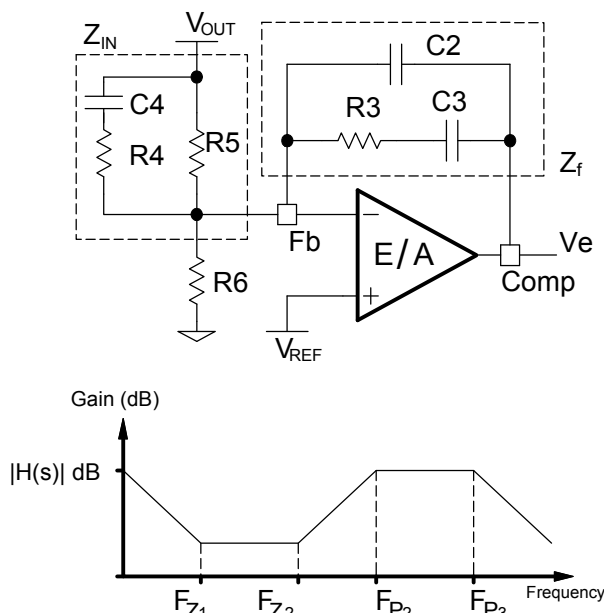 V_OUT
Z_IN
C4
R4
R5
R6
C2
R3
C3
Z_f
Fb
−
E/A
+
Ve
Comp
V_REF
Gain (dB)
|H(s)| dB
F_Z1
F_Z2
F_P2
F_P3
Frequency